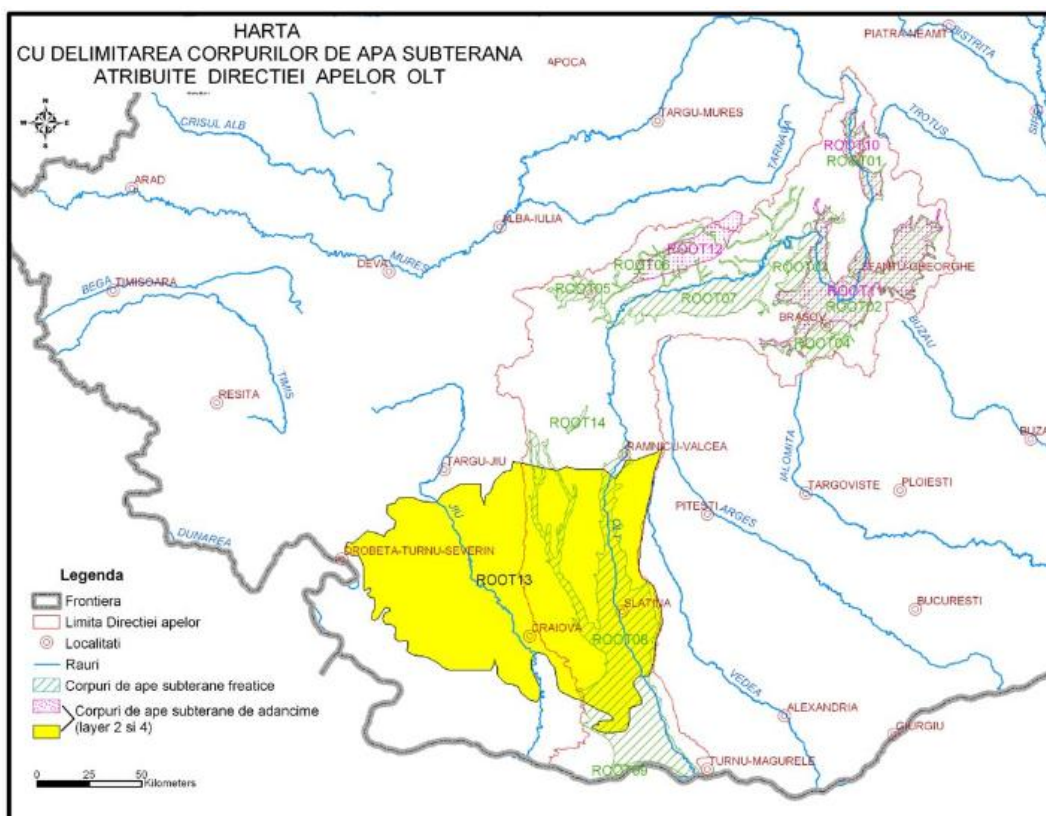 HARTA
CU DELIMITAREA CORPURILOR DE APA SUBTERANA
ATRIBUITE DIRECTIEI APELOR OLT
PIATRA-NEAMT
BISTRITA
APOCA
TARGU-MURES
CRISUL ALB
TARNAVA
TROTUS
SIRET
ROOT10
ROOT01
ARAD
ALBA-IULIA
ROOT12
DEVA
MURES
ROOT06
SFANTU-GHEORGHE
BEGA
TIMISOARA
ROOT05
ROOT07
ROOT11
ROOT02
BRASOV
ROOT04
BUZAU
TIMIS
RESITA
ROOT14
RAMNICU-VALCEA
BUZA
TARGU-JIU
IALOMITA
TARGOVISTE
PLOIESTI
PITESTI
ARGES
JIU
OLT
DUNAREA
DROBETA-TURNU-SEVERIN
ROOT13
SLATINA
BUCURESTI
CRAIOVA
ROOT08
VEDEA
ALEXANDRIA
GIURGIU
ROOT09
TURNU-MAGURELE
N
W
E
S
Legenda
Frontiera
Limita Directiei apelor
Localitati
Rauri
Corpuri de ape subterane freatice
Corpuri de ape subterane de adancime
(layer 2 si 4)
0 25 50
Kilometers